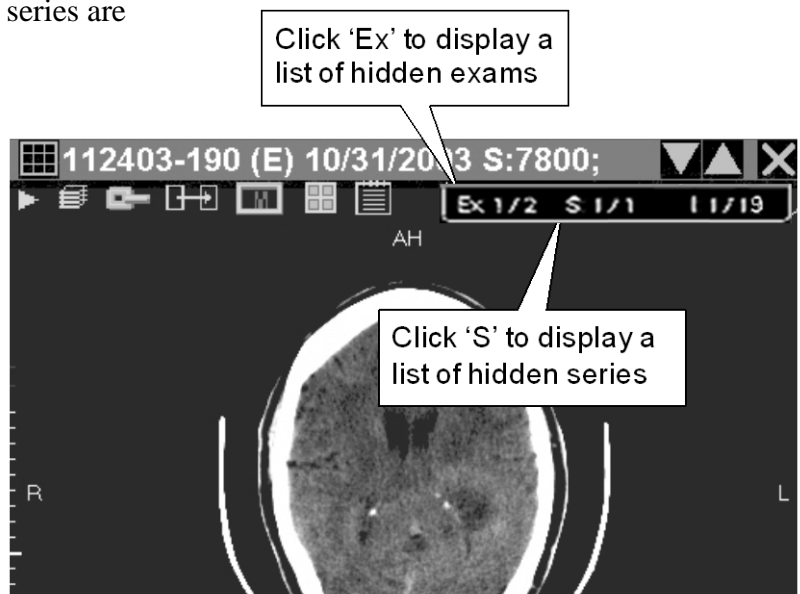 series are
Click ‘Ex’ to display a
list of hidden exams
112403-190 (E) 10/31/2003 S:7800;
Ex 1/2 S 1/1 I 1/19
AH
Click ‘S’ to display a
list of hidden series
R
L